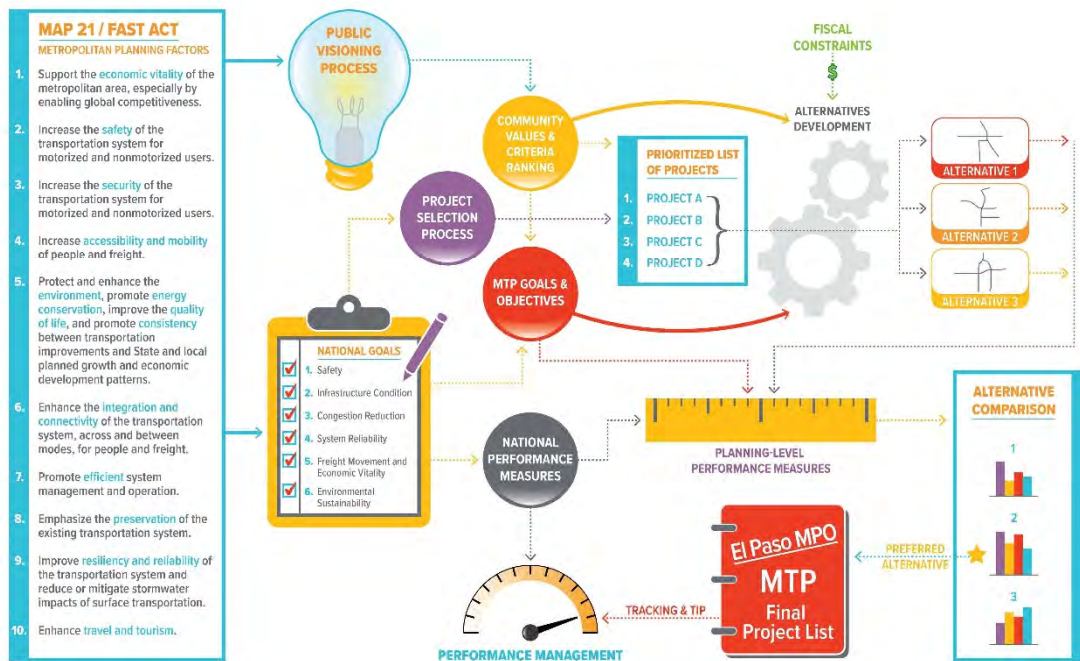 MAP 21 / FAST ACT
METROPOLITAN PLANNING FACTORS
1. Support the economic vitality of the
metropolitan area, especially by
enabling global competitiveness.
2. Increase the safety of the
transportation system for
motorized and nonmotorized users.
3. Increase the security of the
transportation system for
motorized and nonmotorized users.
4. Increase accessibility and mobility
of people and freight.
5. Protect and enhance the
environment, promote energy
conservation, improve the quality
of life, and promote consistency
between transportation
improvements and State and local
planned growth and economic
development patterns.
6. Enhance the integration and
connectivity of the transportation
system, across and between
modes, for people and freight.
7. Promote efficient system
management and operation.
8. Emphasize the preservation of the
existing transportation system.
9. Improve resiliency and reliability of
the transportation system and
reduce or mitigate stormwater
impacts of surface transportation.
10. Enhance travel and tourism.
PUBLIC
VISIONING
PROCESS
COMMUNITY
VALUES &
CRITERIA
RANKING
PROJECT
SELECTION
PROCESS
MTP GOALS &
OBJECTIVES
PRIORITIZED LIST
OF PROJECTS
1. PROJECT A
2. PROJECT B
3. PROJECT C
4. PROJECT D
FISCAL
CONSTRAINTS
$
ALTERNATIVES
DEVELOPMENT
ALTERNATIVE 1
ALTERNATIVE 2
ALTERNATIVE 3
NATIONAL GOALS
1. Safety
2. Infrastructure Condition
3. Congestion Reduction
4. System Reliability
5. Freight Movement and
Economic Vitality
6. Environmental
Sustainability
NATIONAL
PERFORMANCE
MEASURES
PLANNING-LEVEL
PERFORMANCE MEASURES
ALTERNATIVE
COMPARISON
1
2
3
PREFERRED
ALTERNATIVE
El Paso MPO
MTP
Final
Project List
TRACKING & TIP
PERFORMANCE MANAGEMENT